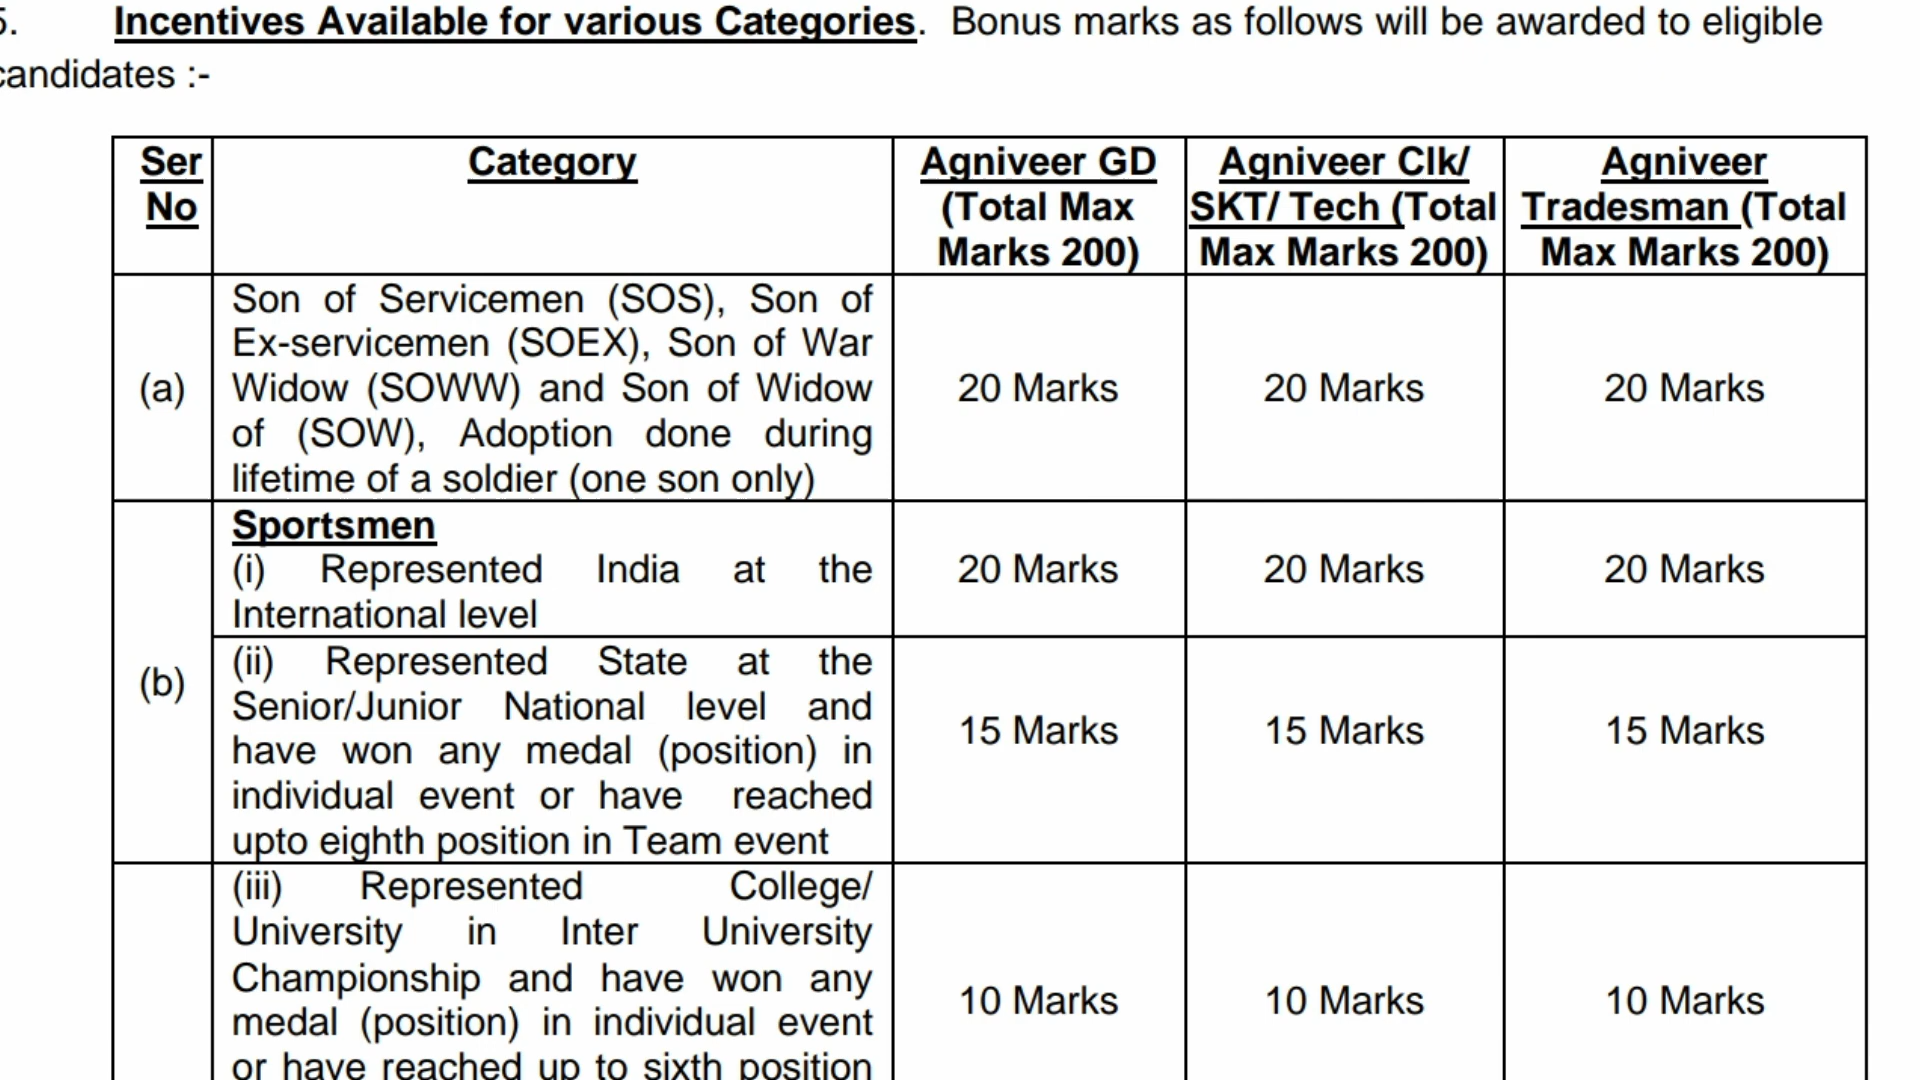 5. Incentives Available for various Categories. Bonus marks as follows will be awarded to eligible
candidates :-
Ser No
Category
Agniveer GD (Total Max Marks 200)
Agniveer Clk/ SKT/ Tech (Total Max Marks 200)
Agniveer Tradesman (Total Max Marks 200)
(a)
Son of Servicemen (SOS), Son of
Ex-servicemen (SOEX), Son of War
Widow (SOWW) and Son of Widow
of (SOW), Adoption done during
lifetime of a soldier (one son only)
20 Marks
20 Marks
20 Marks
(b)
Sportsmen
(i) Represented India at the
International level
20 Marks
20 Marks
20 Marks
(ii) Represented State at the
Senior/Junior National level and
have won any medal (position) in
individual event or have reached
upto eighth position in Team event
15 Marks
15 Marks
15 Marks
(iii) Represented College/
University in Inter University
Championship and have won any
medal (position) in individual event
or have reached up to sixth position
10 Marks
10 Marks
10 Marks